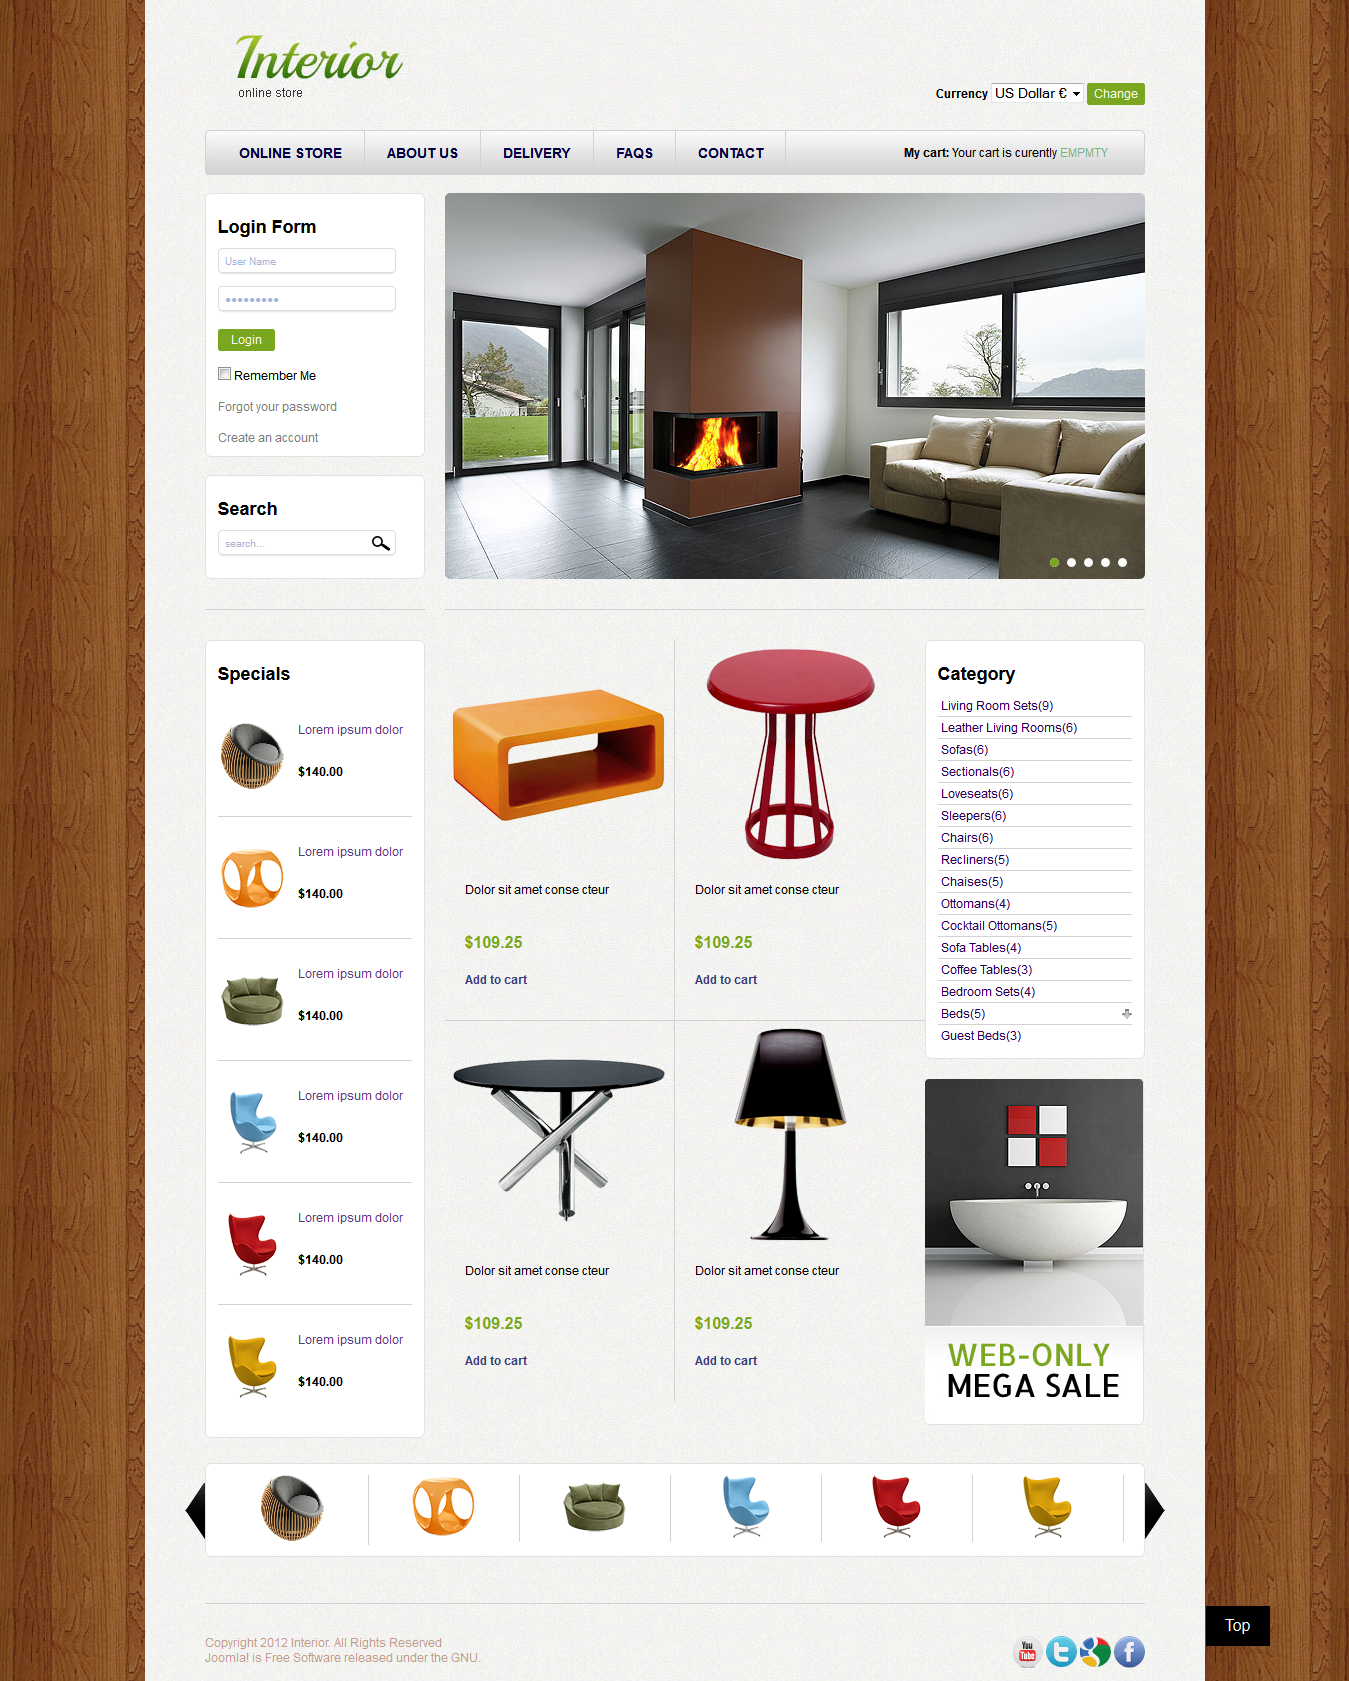 Interior
online store
Currency US Dollar € Change
ONLINE STORE ABOUT US DELIVERY FAQS CONTACT My cart: Your cart is curently EMPMTY
Login Form
User Name
Login
Remember Me
Forgot your password
Create an account
Search
search...
Specials
Lorem ipsum dolor
$140.00
Lorem ipsum dolor
$140.00
Lorem ipsum dolor
$140.00
Lorem ipsum dolor
$140.00
Lorem ipsum dolor
$140.00
Lorem ipsum dolor
$140.00
Dolor sit amet conse cteur
$109.25
Add to cart
Dolor sit amet conse cteur
$109.25
Add to cart
Dolor sit amet conse cteur
$109.25
Add to cart
Dolor sit amet conse cteur
$109.25
Add to cart
Category
Living Room Sets(9)
Leather Living Rooms(6)
Sofas(6)
Sectionals(6)
Loveseats(6)
Sleepers(6)
Chairs(6)
Recliners(5)
Chaises(5)
Ottomans(4)
Cocktail Ottomans(5)
Sofa Tables(4)
Coffee Tables(3)
Bedroom Sets(4)
Beds(5)
Guest Beds(3)
WEB-ONLY
MEGA SALE
Top
Copyright 2012 Interior. All Rights Reserved
Joomla! is Free Software released under the GNU.
You
Tube